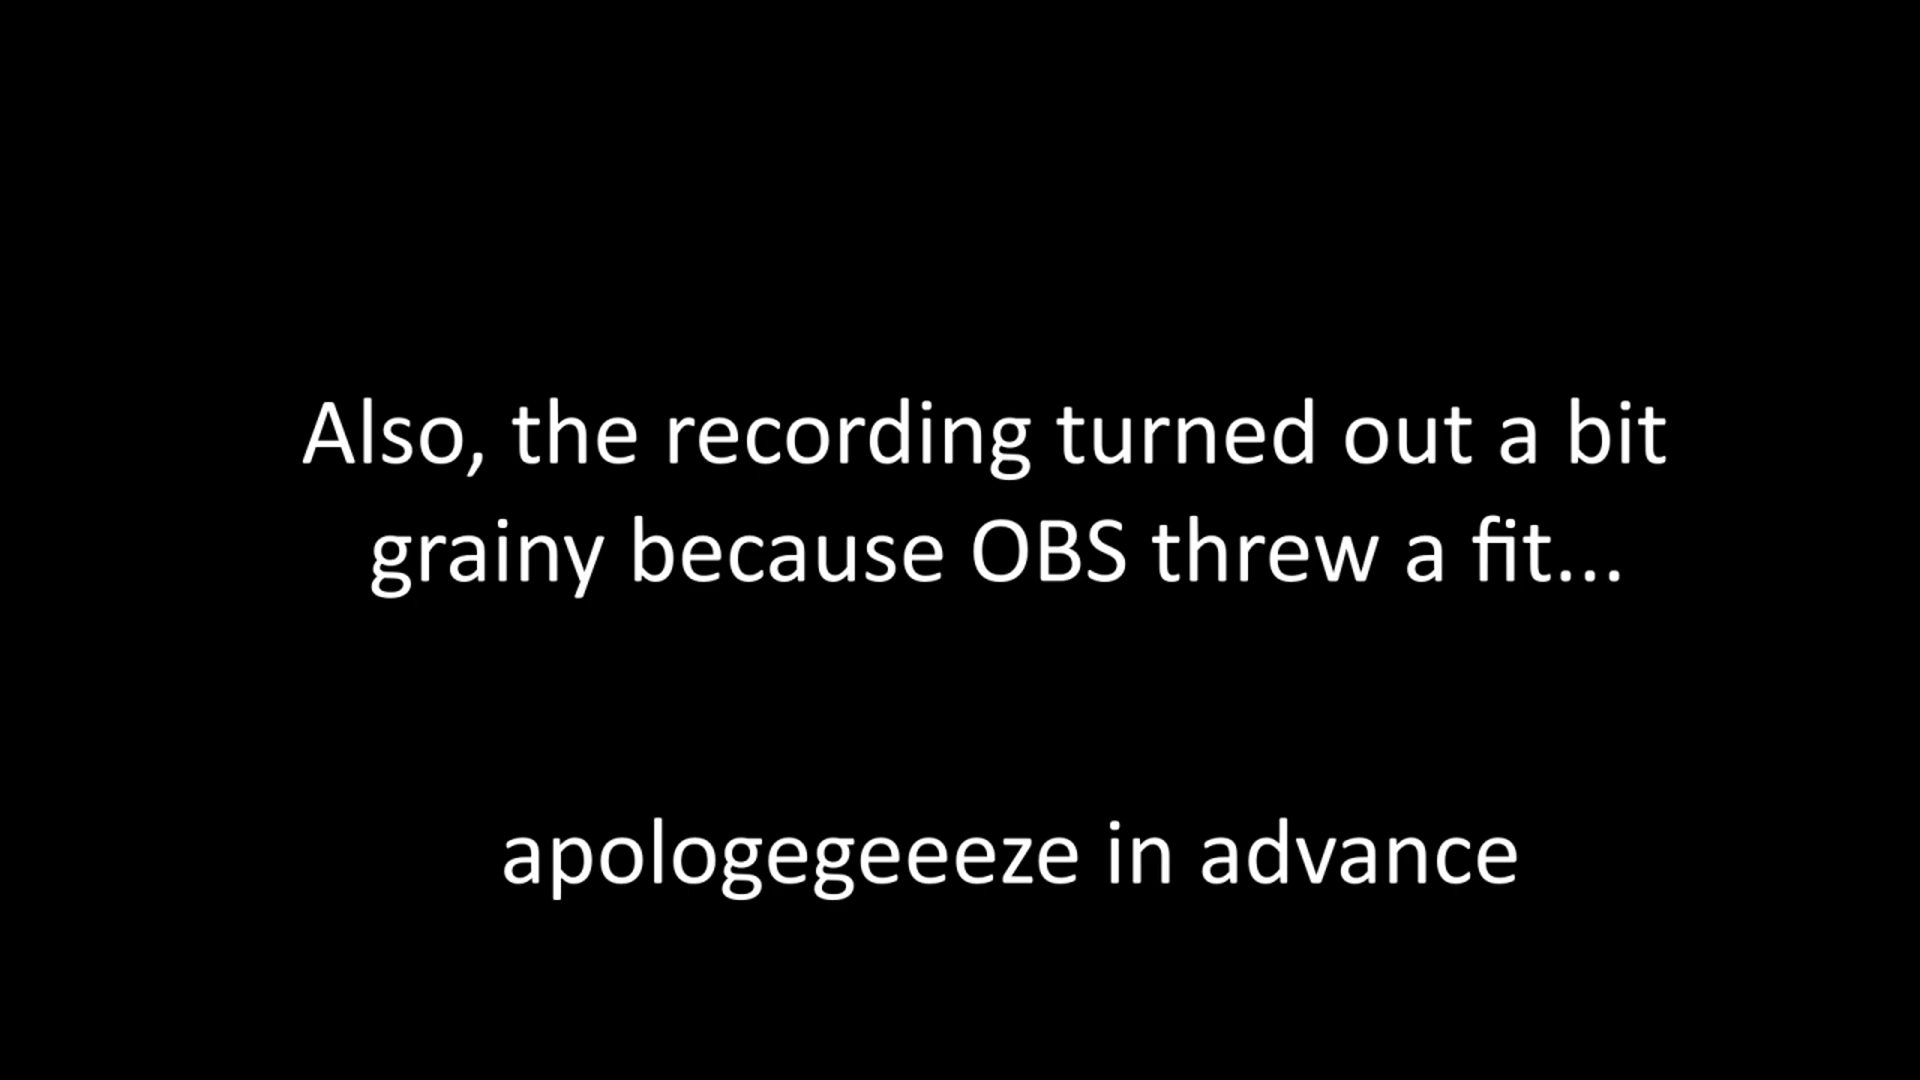 Also, the recording turned out a bit
grainy because OBS threw a fit...
apologegeeeze in advance